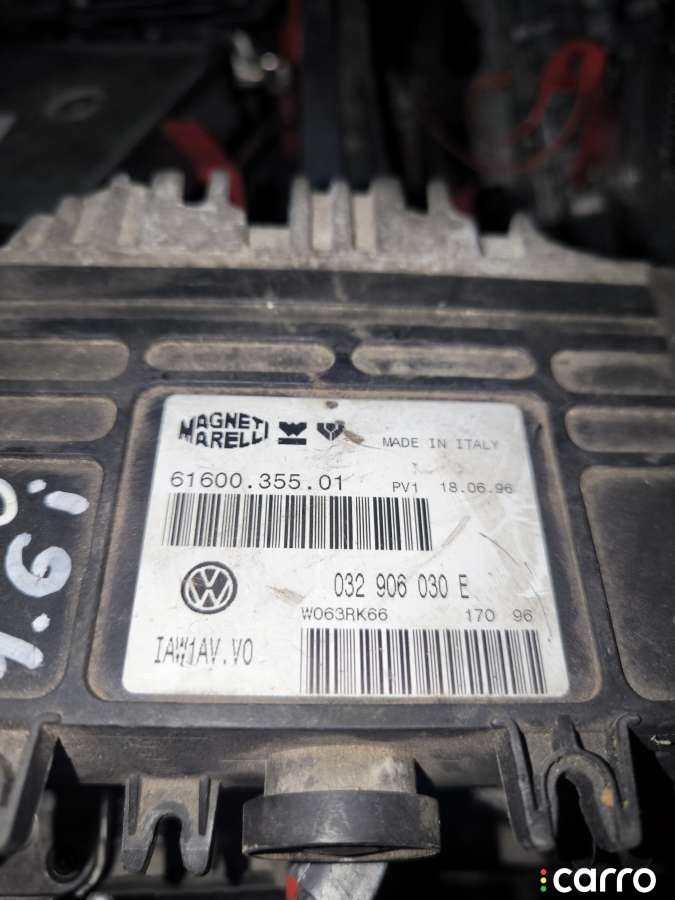 MAGNETI
MARELLI
MADE IN ITALY
61600.355.01
PV1 18.06.96
032 906 030 E
W063RK66 170 96
IAW1AV.V0
carro